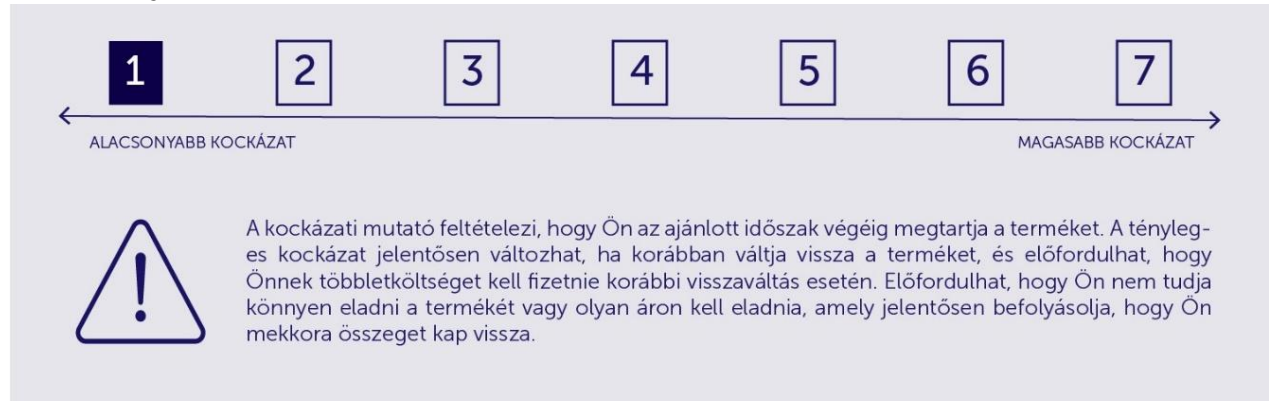 1 2 3 4 5 6 7
ALACSONYABB KOCKÁZAT MAGASABB KOCKÁZAT
A kockázati mutató feltételezi, hogy Ön az ajánlott időszak végéig megtartja a terméket. A tényleg-
es kockázat jelentősen változhat, ha korábban váltja vissza a terméket, és előfordulhat, hogy
Önnek többletköltséget kell fizetnie korábbi visszaváltás esetén. Előfordulhat, hogy Ön nem tudja
könnyen eladni a termékét vagy olyan áron kell eladnia, amely jelentősen befolyásolja, hogy Ön
mekkora összeget kap vissza.